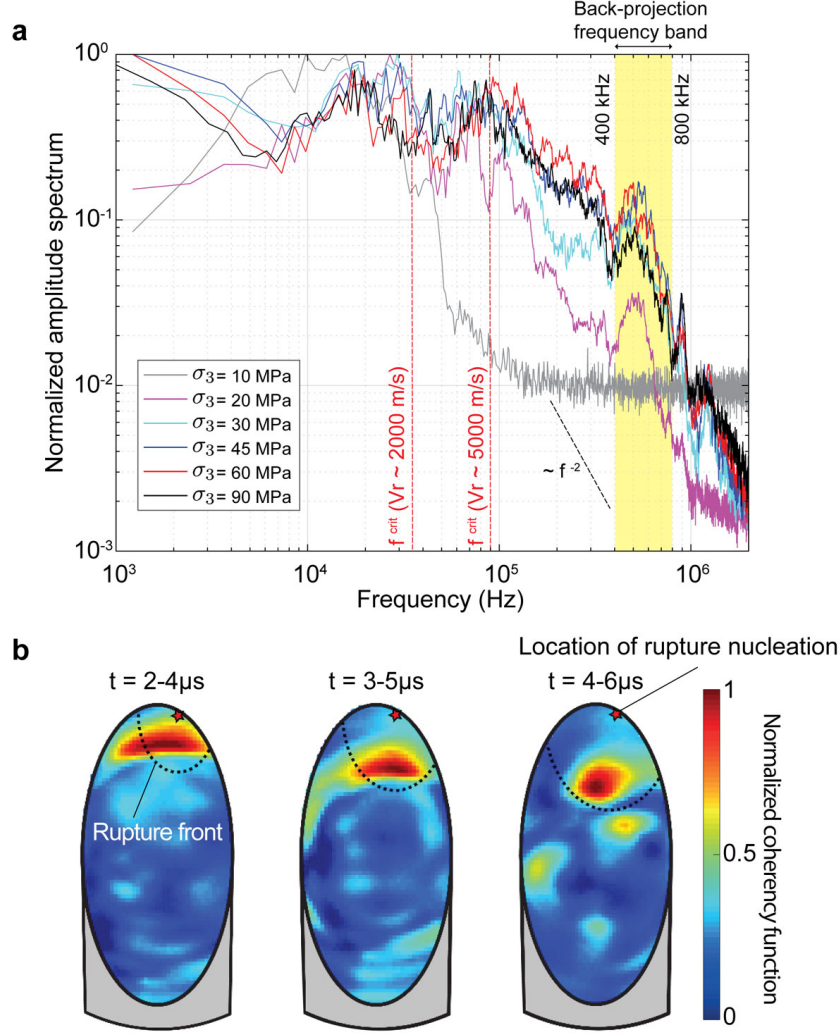 Back-projection
frequency band
a
10⁰
10⁻¹
10⁻²
10⁻³
Normalized amplitude spectrum
400 kHz
800 kHz
σ₃ = 10 MPa
σ₃ = 20 MPa
σ₃ = 30 MPa
σ₃ = 45 MPa
σ₃ = 60 MPa
σ₃ = 90 MPa
f ᶜʳⁱᵗ (Vr ~ 2000 m/s)
f ᶜʳⁱᵗ (Vr ~ 5000 m/s)
~ f ⁻²
10³
10⁴
10⁵
10⁶
Frequency (Hz)
b
Location of rupture nucleation
t = 2-4μs
t = 3-5μs
t = 4-6μs
Rupture front
1
0.5
0
Normalized coherency function